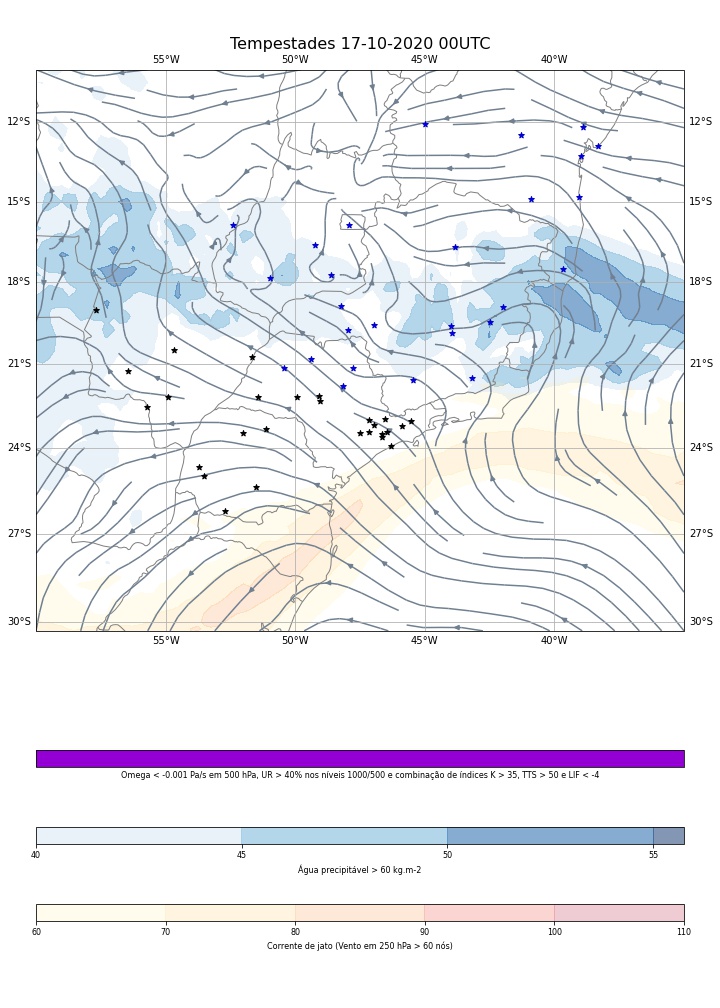 Tempestades 17-10-2020 00UTC
55°W 50°W 45°W 40°W
12°S 12°S
15°S 15°S
18°S 18°S
21°S 21°S
24°S 24°S
27°S 27°S
30°S 30°S
55°W 50°W 45°W 40°W
Omega < -0.001 Pa/s em 500 hPa, UR > 40% nos níveis 1000/500 e combinação de índices K > 35, TTS > 50 e LIF < -4
40 45 50 55
Água precipitável > 60 kg.m-2
60 70 80 90 100 110
Corrente de jato (Vento em 250 hPa > 60 nós)